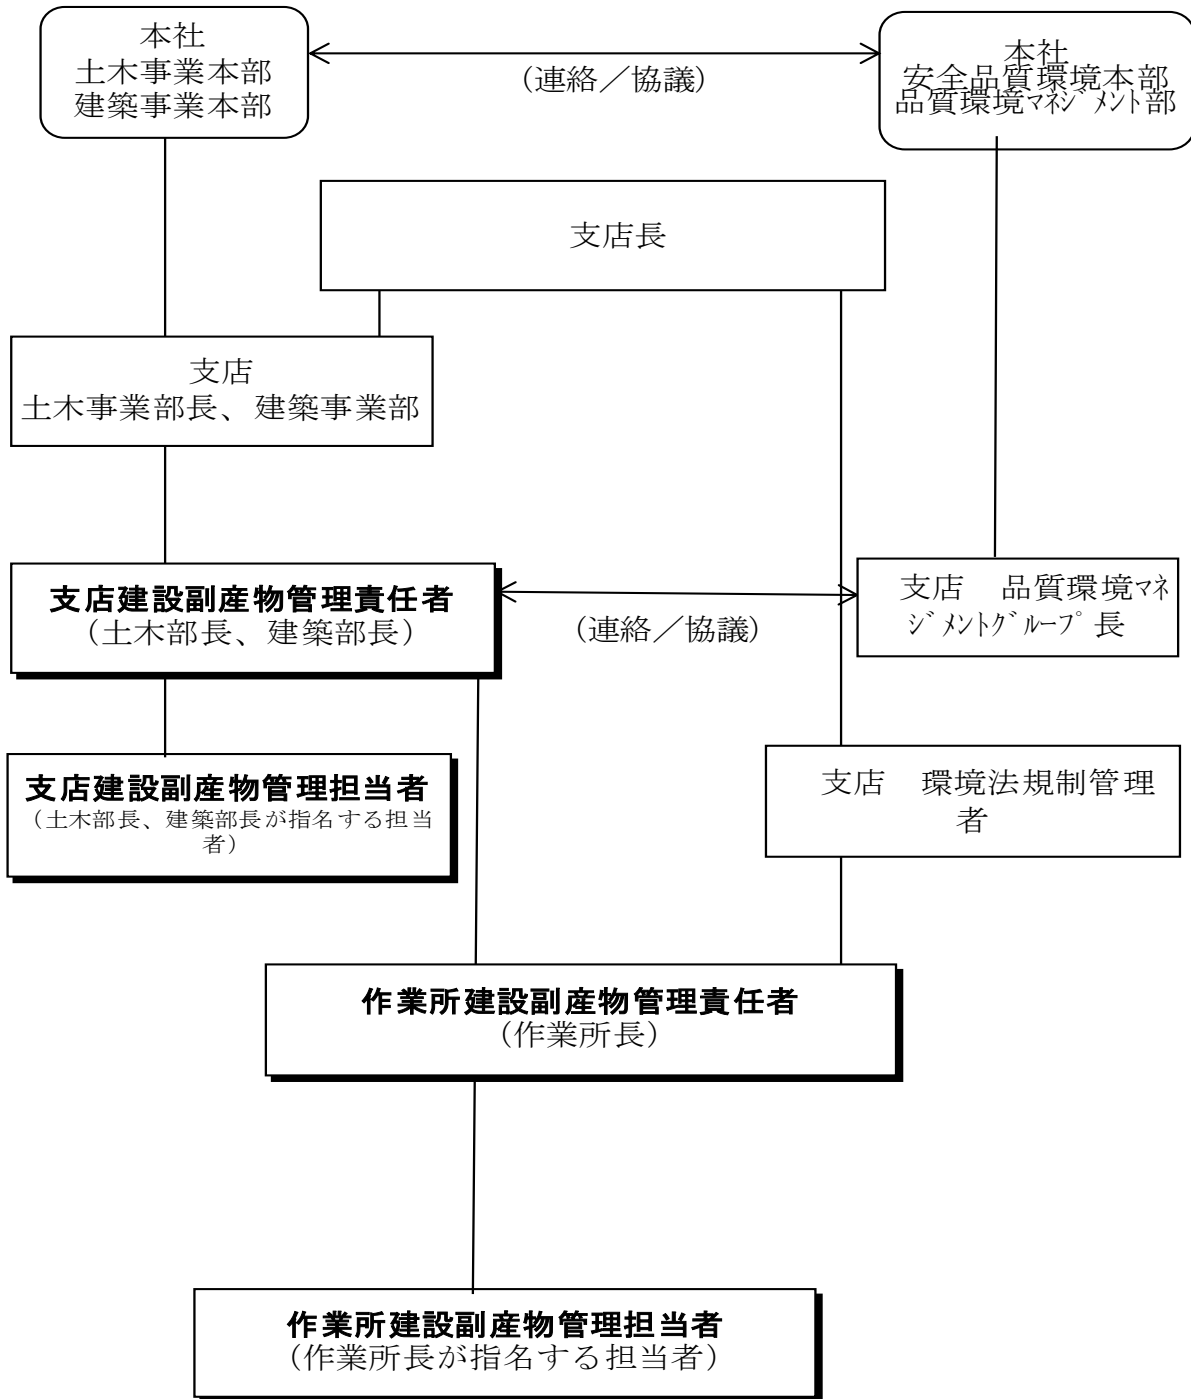 本社
土木事業本部
建築事業本部
(連絡／協議)
本社
安全品質環境本部
品質環境ﾏﾈｼﾞﾒﾝﾄ部
支店長
支店
土木事業部長、建築事業部
支店建設副産物管理責任者
（土木部長、建築部長）
(連絡／協議)
支店　品質環境ﾏﾈ
ｼﾞﾒﾝﾄｸﾞﾙｰﾌﾟ長
支店建設副産物管理担当者
（土木部長、建築部長が指名する担当
者）
支店　環境法規制管理
者
作業所建設副産物管理責任者
（作業所長）
作業所建設副産物管理担当者
（作業所長が指名する担当者）